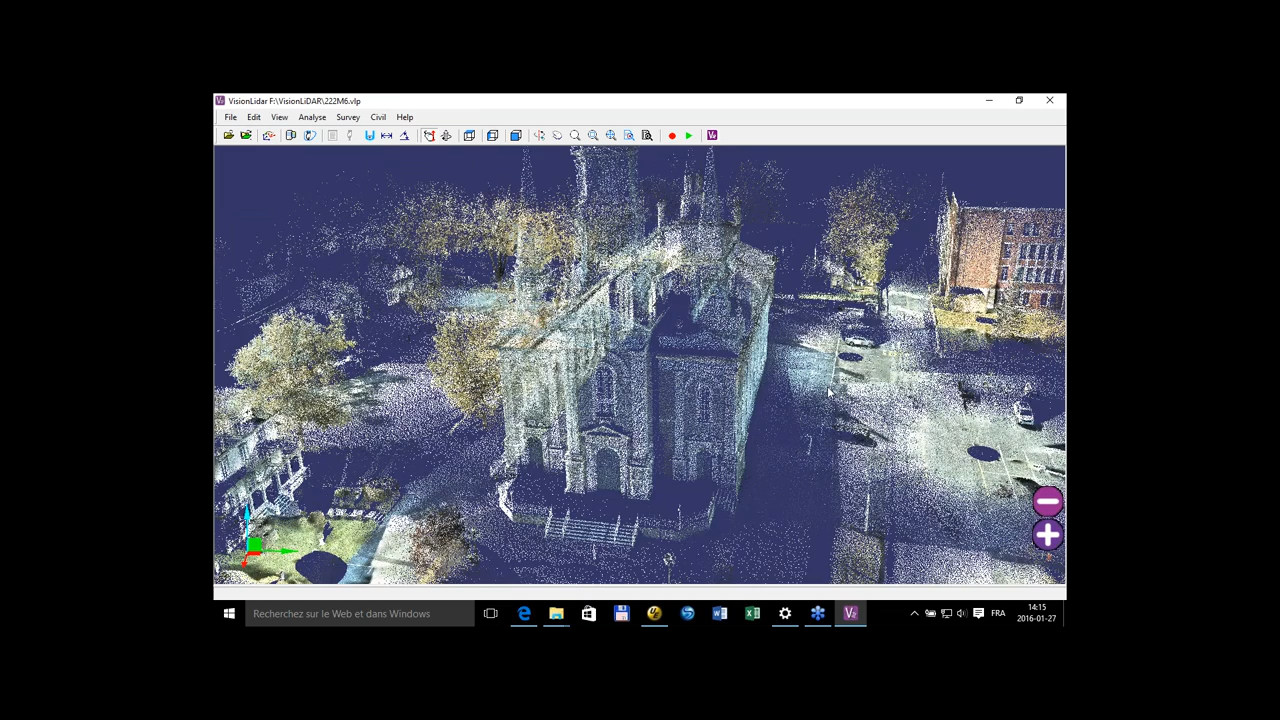 VisionLidar F:\VisionLiDAR\222M6.vlp
File Edit View Analyse Survey Civil Help
Recherchez sur le Web et dans Windows
FRA
14:15
2016-01-27